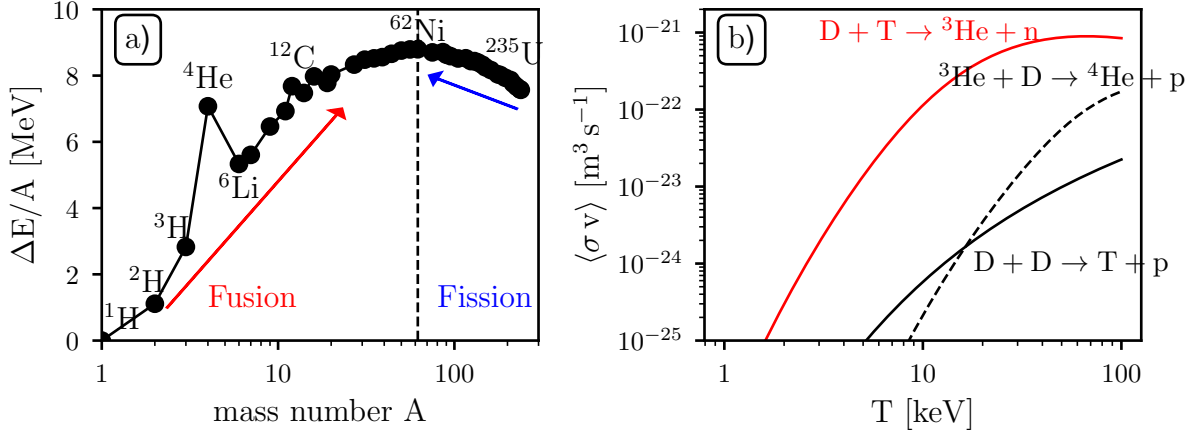 a)
ΔE/A [MeV]
10
8
6
4
2
0
¹H
²H
³H
⁴He
⁶Li
¹²C
⁶²Ni
²³⁵U
Fusion
Fission
1
10
100
mass number A
b)
⟨σ v⟩ [m³ s⁻¹]
10⁻²¹
10⁻²²
10⁻²³
10⁻²⁴
10⁻²⁵
D + T → ³He + n
³He + D → ⁴He + p
D + D → T + p
1
10
100
T [keV]